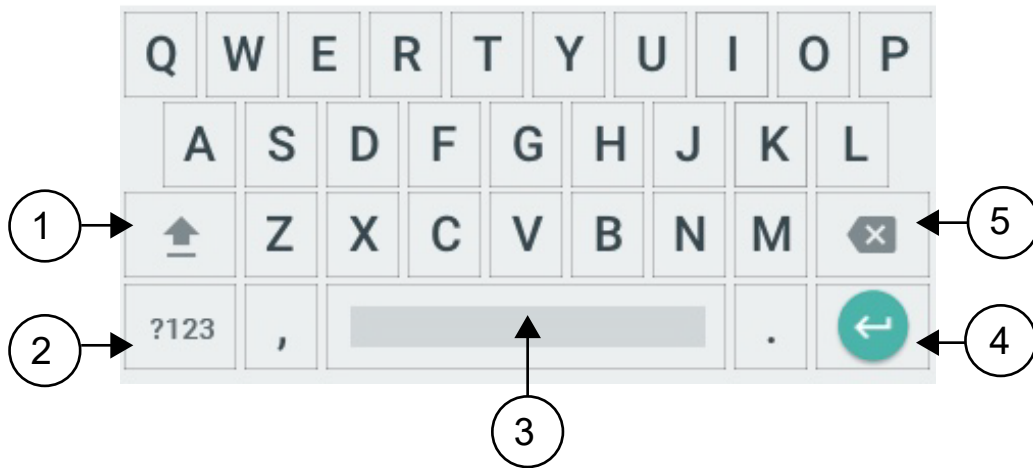 Q W E R T Y U I O P
A S D F G H J K L
1 Z X C V B N M 5
2 ?123 , . 4
3